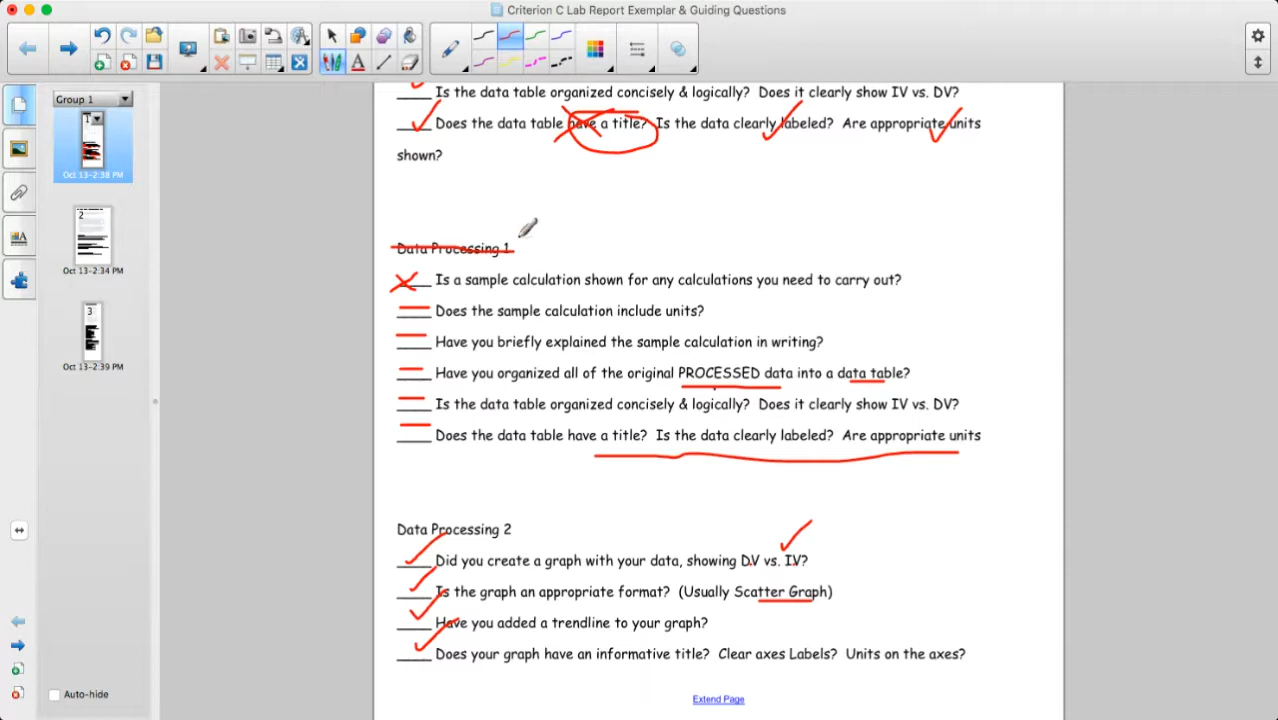 Criterion C Lab Report Exemplar & Guiding Questions
Group 1
1
Oct 13-2:38 PM
2
Oct 13-2:34 PM
3
Oct 13-2:39 PM
Auto-hide
____ Is the data table organized concisely & logically? Does it clearly show IV vs. DV?
____ Does the data table have a title? Is the data clearly labeled? Are appropriate units
shown?
Data Processing 1
____ Is a sample calculation shown for any calculations you need to carry out?
____ Does the sample calculation include units?
____ Have you briefly explained the sample calculation in writing?
____ Have you organized all of the original PROCESSED data into a data table?
____ Is the data table organized concisely & logically? Does it clearly show IV vs. DV?
____ Does the data table have a title? Is the data clearly labeled? Are appropriate units
Data Processing 2
____ Did you create a graph with your data, showing DV vs. IV?
____ Is the graph an appropriate format? (Usually Scatter Graph)
____ Have you added a trendline to your graph?
____ Does your graph have an informative title? Clear axes Labels? Units on the axes?
Extend Page